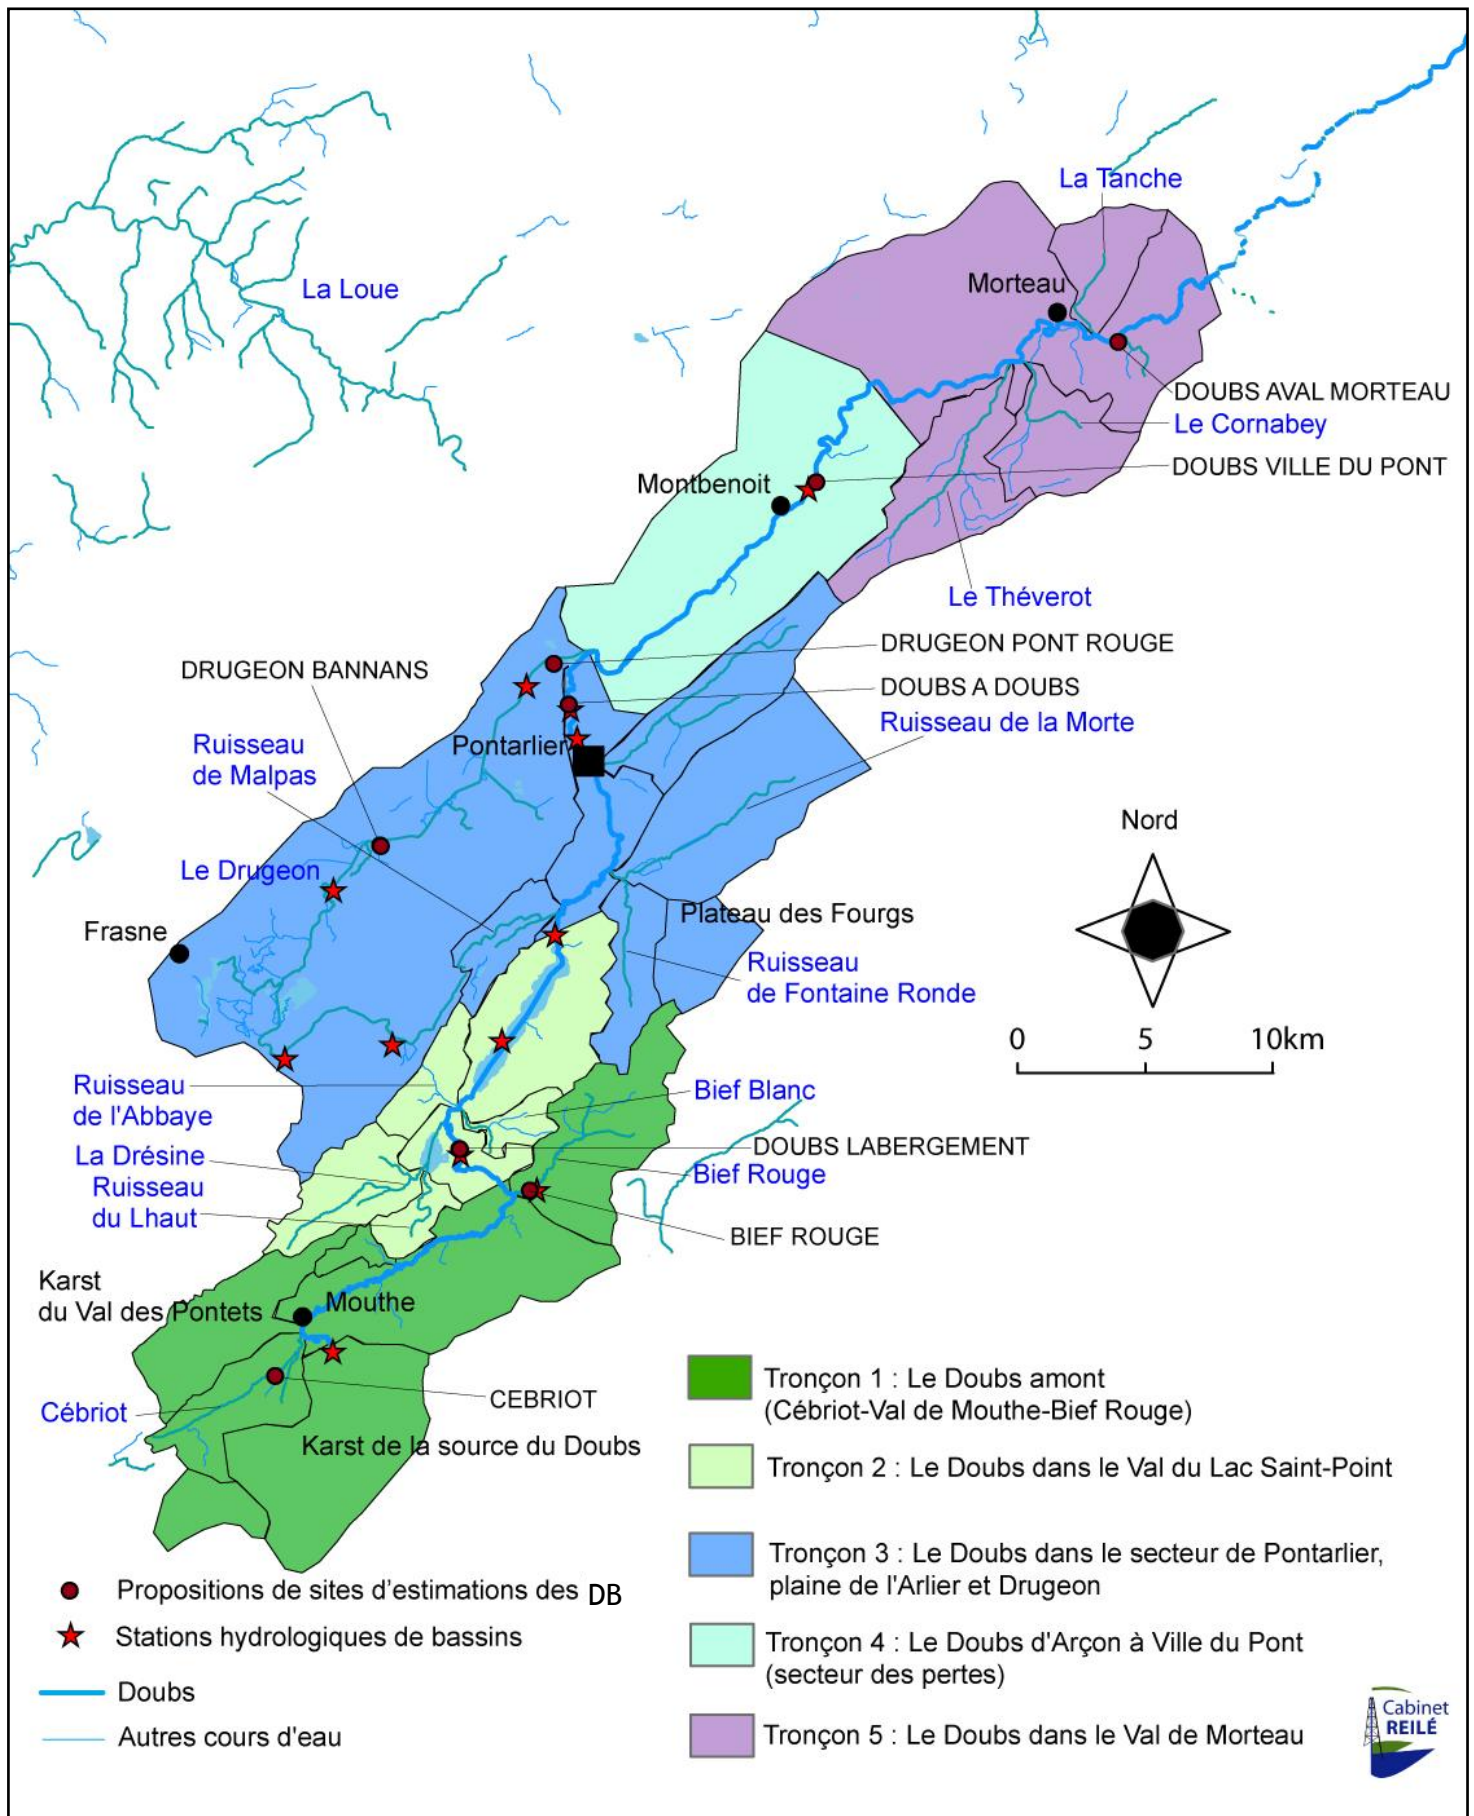 La Tanche
Morteau
La Loue
DOUBS AVAL MORTEAU
Le Cornabey
DOUBS VILLE DU PONT
Montbenoit
Le Théverot
DRUGEON PONT ROUGE
DRUGEON BANNANS
DOUBS A DOUBS
Ruisseau de la Morte
Ruisseau
de Malpas
Pontarlier
Nord
Le Drugeon
Plateau des Fourgs
Frasne
Ruisseau
de Fontaine Ronde
0 5 10km
Ruisseau
de l'Abbaye
Bief Blanc
DOUBS LABERGEMENT
La Drésine
Bief Rouge
Ruisseau
du Lhaut
BIEF ROUGE
Karst
du Val des Pontets
Mouthe
CEBRIOT
Cébriot
Karst de la source du Doubs
Tronçon 1 : Le Doubs amont
(Cébriot-Val de Mouthe-Bief Rouge)
Tronçon 2 : Le Doubs dans le Val du Lac Saint-Point
Tronçon 3 : Le Doubs dans le secteur de Pontarlier,
plaine de l'Arlier et Drugeon
Tronçon 4 : Le Doubs d'Arçon à Ville du Pont
(secteur des pertes)
Tronçon 5 : Le Doubs dans le Val de Morteau
Propositions de sites d'estimations des DB
Stations hydrologiques de bassins
Doubs
Autres cours d'eau
Cabinet
REILÉ